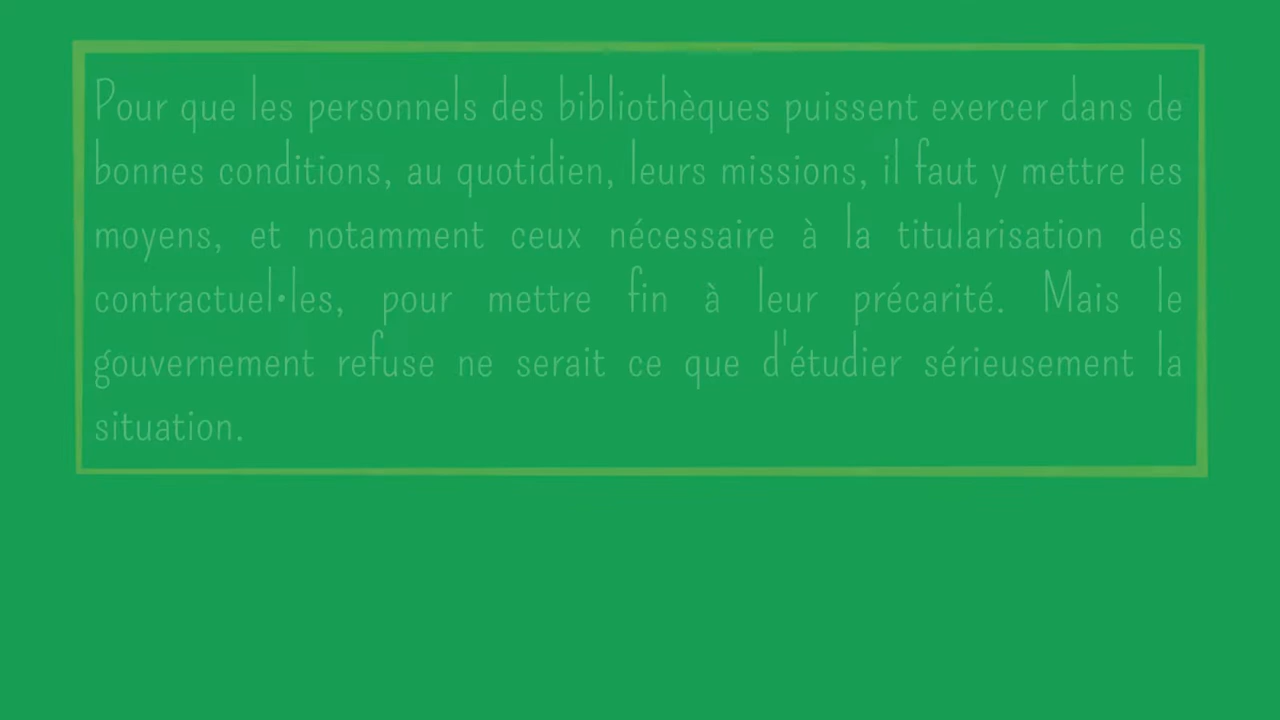 Pour que les personnels des bibliothèques puissent exercer dans de
bonnes conditions, au quotidien, leurs missions, il faut y mettre les
moyens, et notamment ceux nécessaire à la titularisation des
contractuel·les, pour mettre fin à leur précarité. Mais le
gouvernement refuse ne serait ce que d'étudier sérieusement la
situation.